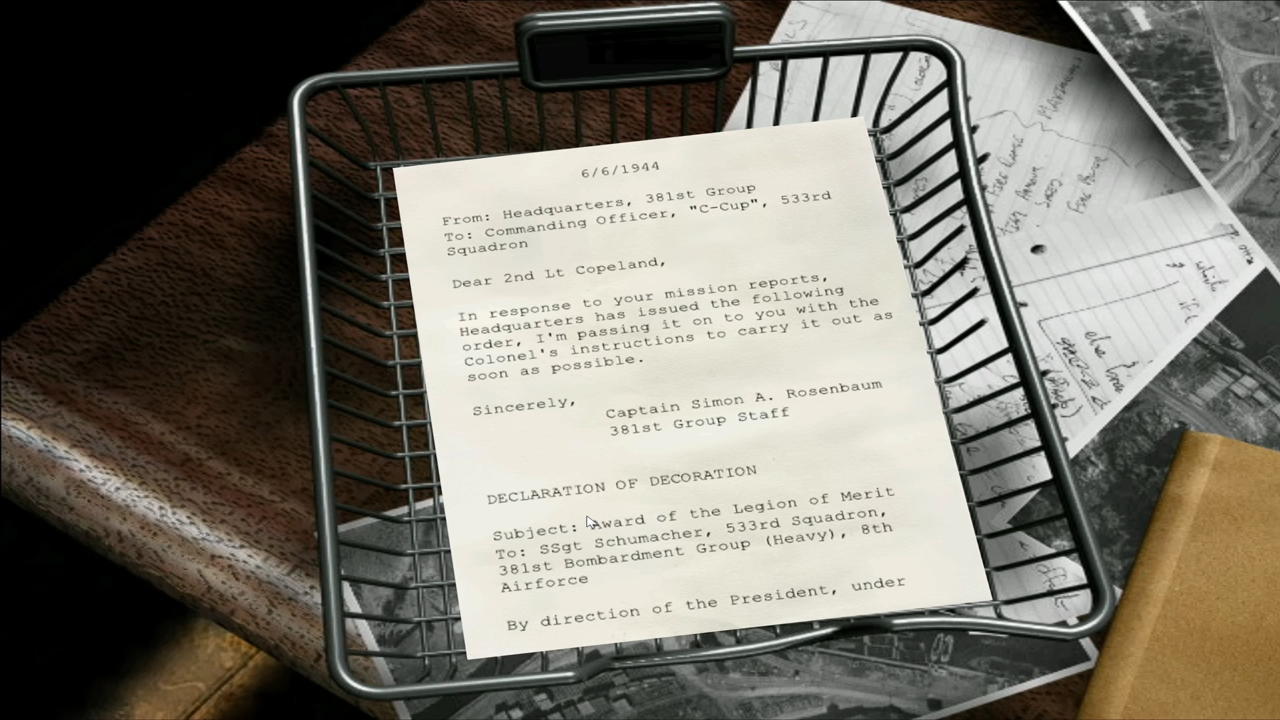 6/6/1944
From: Headquarters, 381st Group
To: Commanding Officer, "C-Cup", 533rd
Squadron
Dear 2nd Lt Copeland,
In response to your mission reports,
Headquarters has issued the following
order, I'm passing it on to you with the
Colonel's instructions to carry it out as
soon as possible.
Sincerely,
Captain Simon A. Rosenbaum
381st Group Staff
DECLARATION OF DECORATION
Subject: Award of the Legion of Merit
To: SSgt Schumacher, 533rd Squadron,
381st Bombardment Group (Heavy), 8th
Airforce
By direction of the President, under